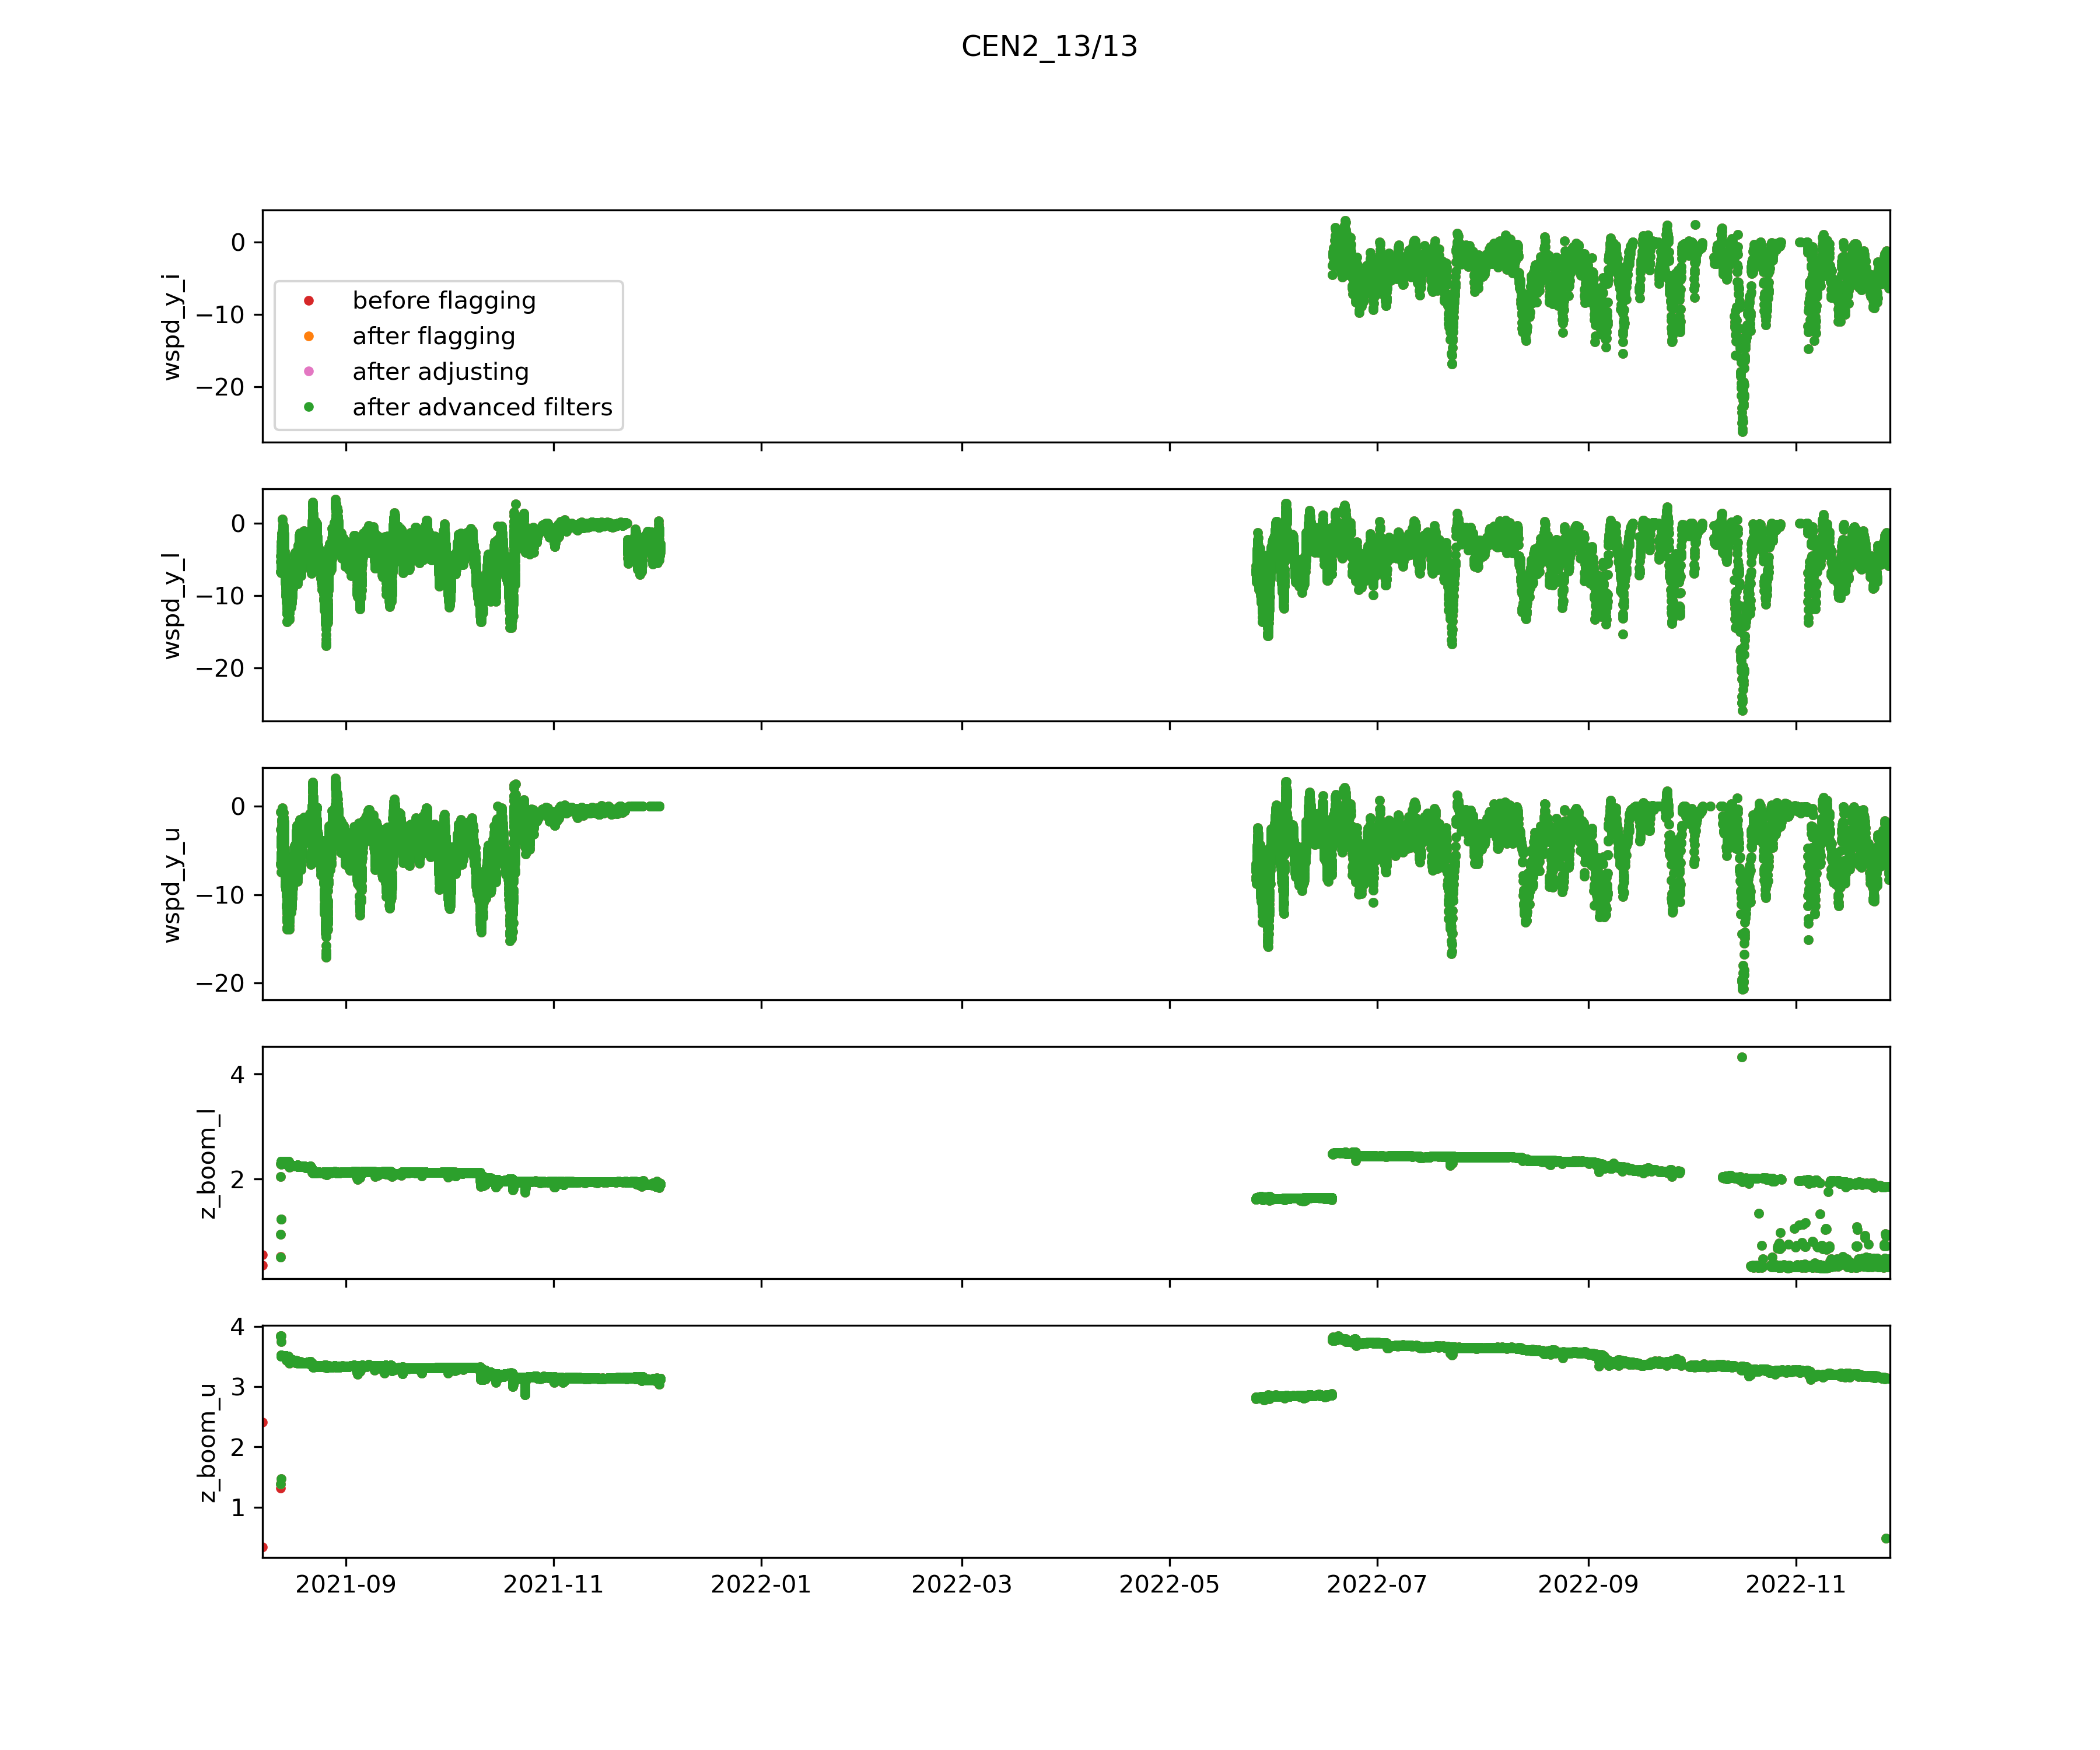 CEN2_13/13
wspd_y_i
0
−10
−20
before flagging
after flagging
after adjusting
after advanced filters
wspd_y_l
0
−10
−20
wspd_y_u
0
−10
−20
z_boom_l
4
2
z_boom_u
4
3
2
1
2021-09 2021-11 2022-01 2022-03 2022-05 2022-07 2022-09 2022-11